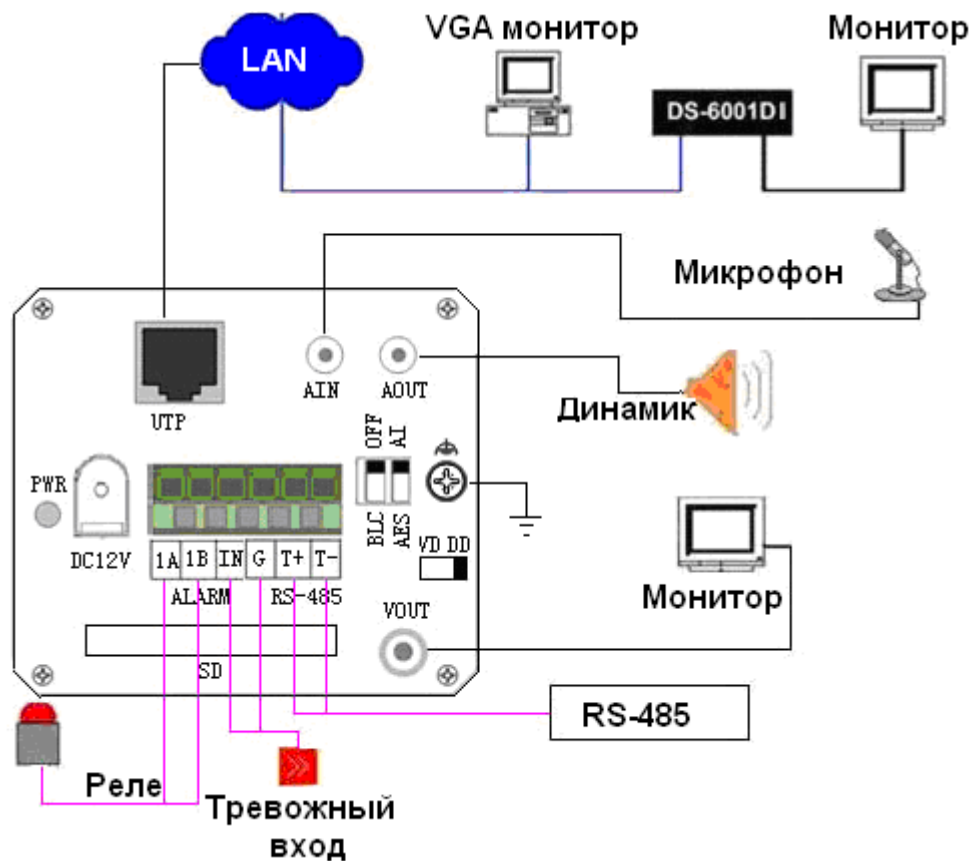 VGA монитор
Монитор
LAN
DS-6001DI
Микрофон
UTP
AIN
AOUT
Динамик
OFF
AI
PWR
DC12V
BLC
AES
VD DD
1A 1B IN G T+ T-
ALARM RS-485
VOUT
Монитор
SD
RS-485
Реле
Тревожный
вход